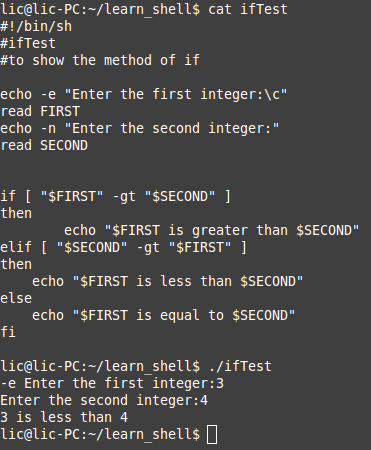 lic@lic-PC:~/learn_shell$ cat ifTest
#!/bin/sh
#ifTest
#to show the method of if

echo -e "Enter the first integer:\c"
read FIRST
echo -n "Enter the second integer:"
read SECOND


if [ "$FIRST" -gt "$SECOND" ]
then
        echo "$FIRST is greater than $SECOND"
elif [ "$SECOND" -gt "$FIRST" ]
then
    echo "$FIRST is less than $SECOND"
else
    echo "$FIRST is equal to $SECOND"
fi

lic@lic-PC:~/learn_shell$ ./ifTest
-e Enter the first integer:3
Enter the second integer:4
3 is less than 4
lic@lic-PC:~/learn_shell$